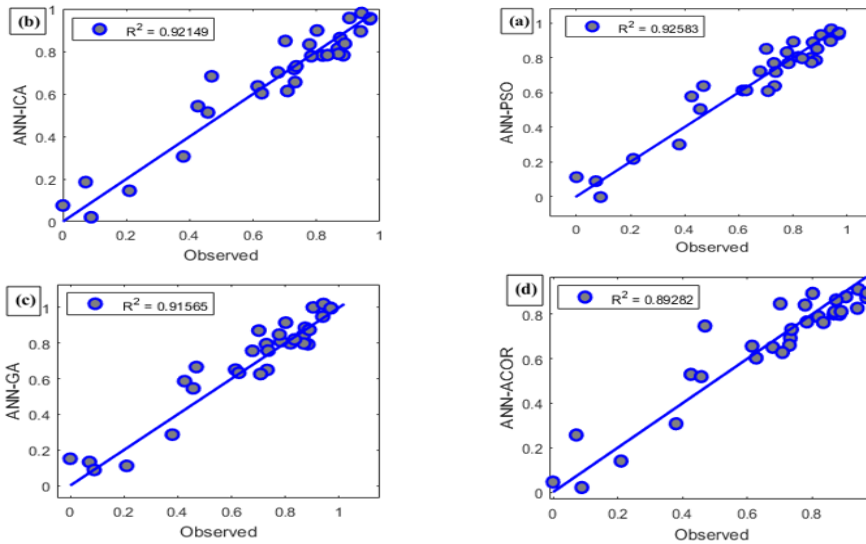 (b)
R² = 0.92149
ANN-ICA
1
0.8
0.6
0.4
0.2
0
0 0.2 0.4 0.6 0.8 1
Observed
(a)
R² = 0.92583
ANN-PSO
1
0.8
0.6
0.4
0.2
0
0 0.2 0.4 0.6 0.8 1
Observed
(c)
R² = 0.91565
ANN-GA
1
0.8
0.6
0.4
0.2
0
0 0.2 0.4 0.6 0.8 1
Observed
(d)
R² = 0.89282
ANN-ACOR
0.8
0.6
0.4
0.2
0
0 0.2 0.4 0.6 0.8
Observed